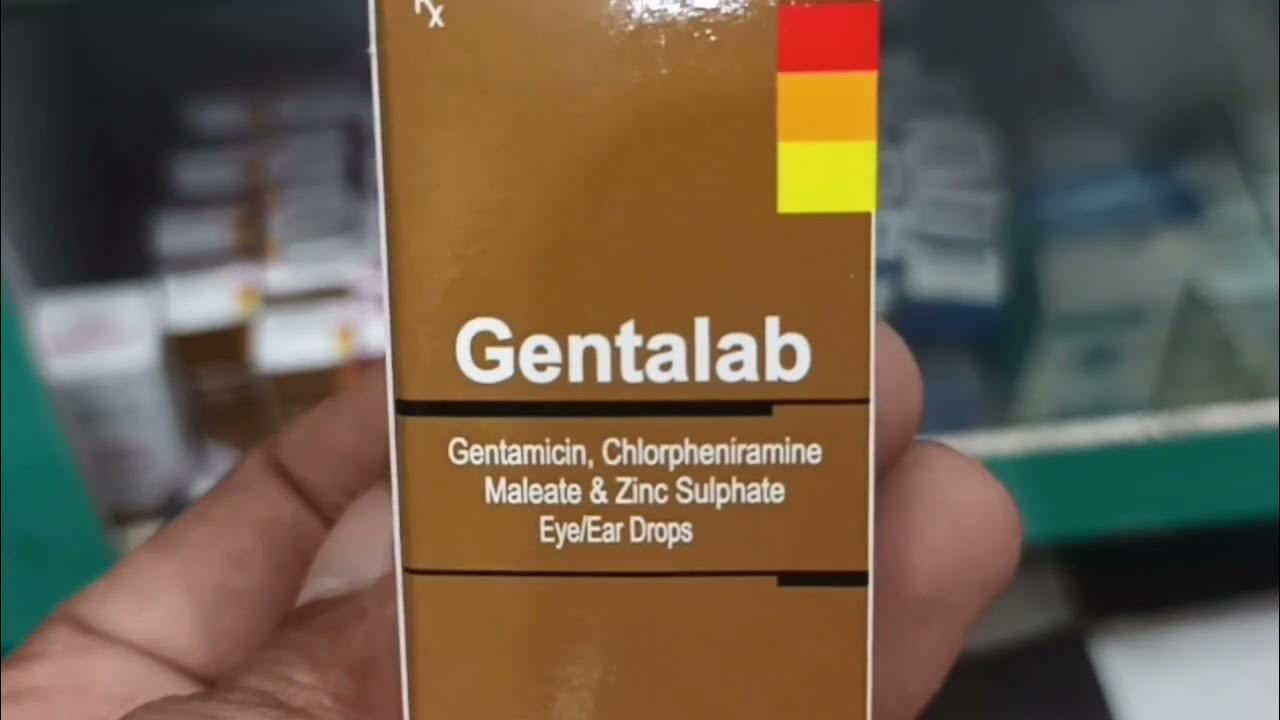 Rx
Gentalab
Gentamicin, Chlorpheniramine
Maleate & Zinc Sulphate
Eye/Ear Drops